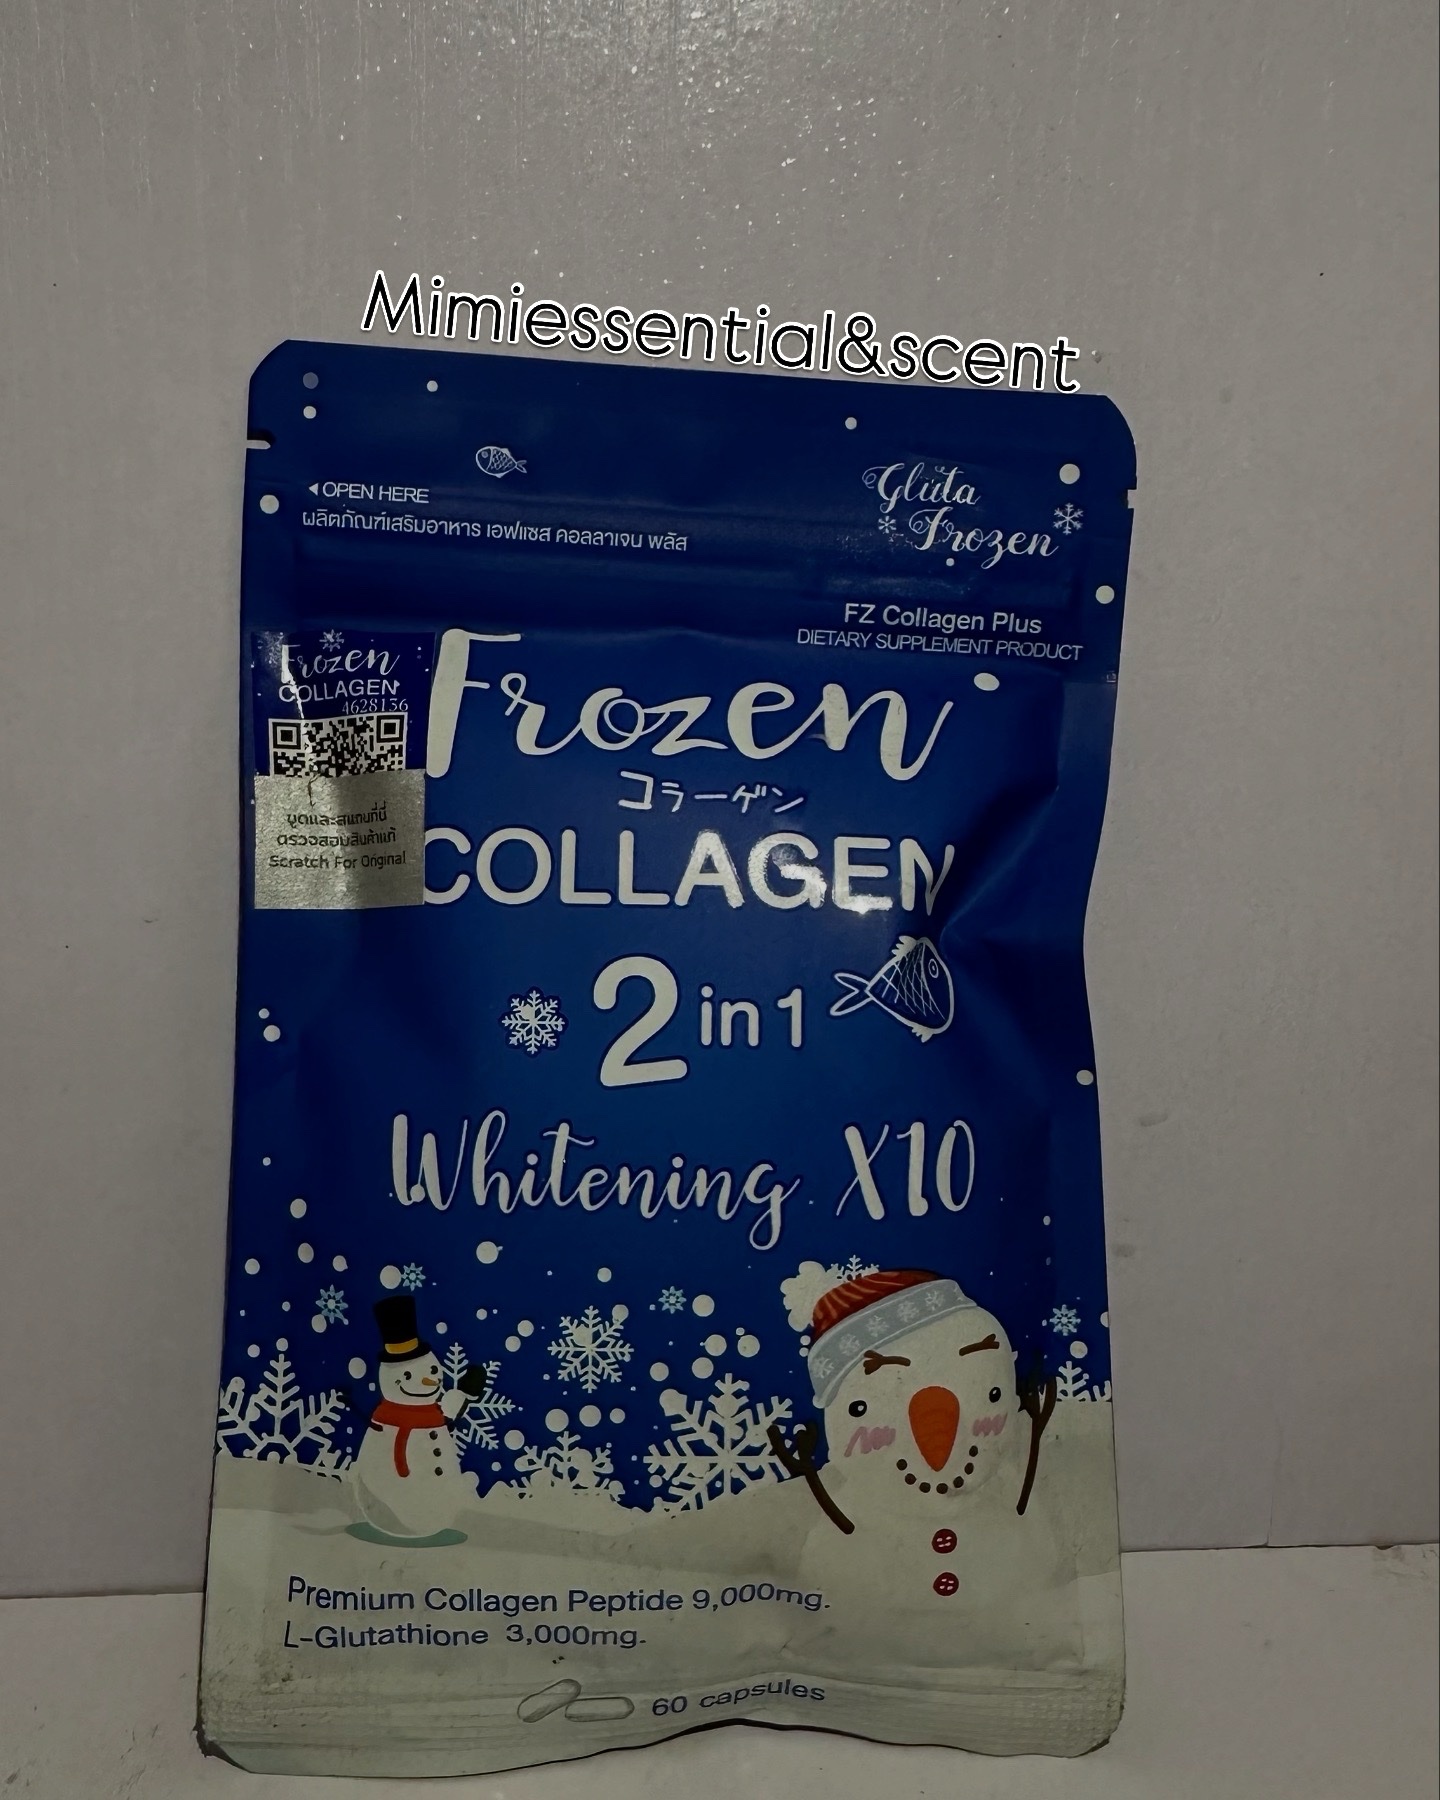 Mimiessential&scent
OPEN HERE
ผลิตภัณฑ์เสริมอาหาร เอฟแซส คอลลาเจน พลัส
Gluta
Frozen
FZ Collagen Plus
DIETARY SUPPLEMENT PRODUCT
Frozen
COLLAGEN
4628136
ขูดและสแกนที่นี่
ตรวจสอบสินค้าแท้
Scratch For Original
Frozen
コラーゲン
COLLAGEN
2 in 1
Whitening X10
Premium Collagen Peptide 9,000mg.
L-Glutathione 3,000mg.
60 capsules